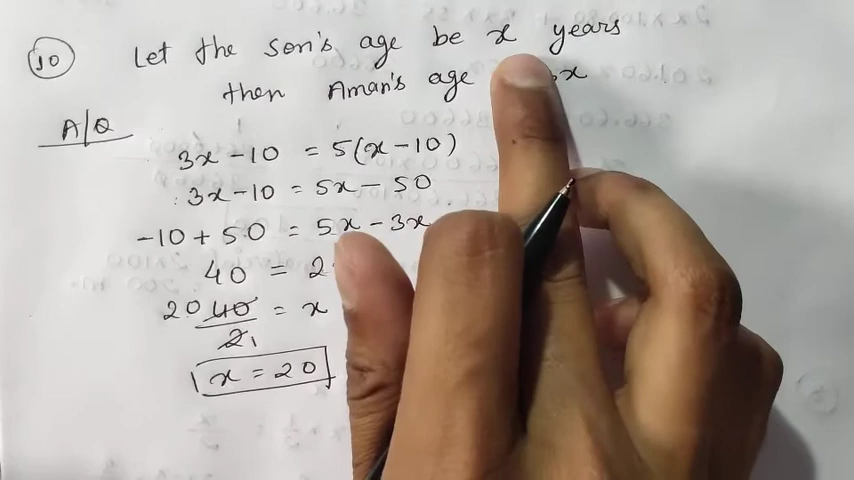 10 Let the son's age be x years
then Aman's age x
A/Q
3x - 10 = 5(x - 10)
3x - 10 = 5x - 50
-10 + 50 = 5x - 3x
40 = 2
20 40 = x
2 1
x = 20